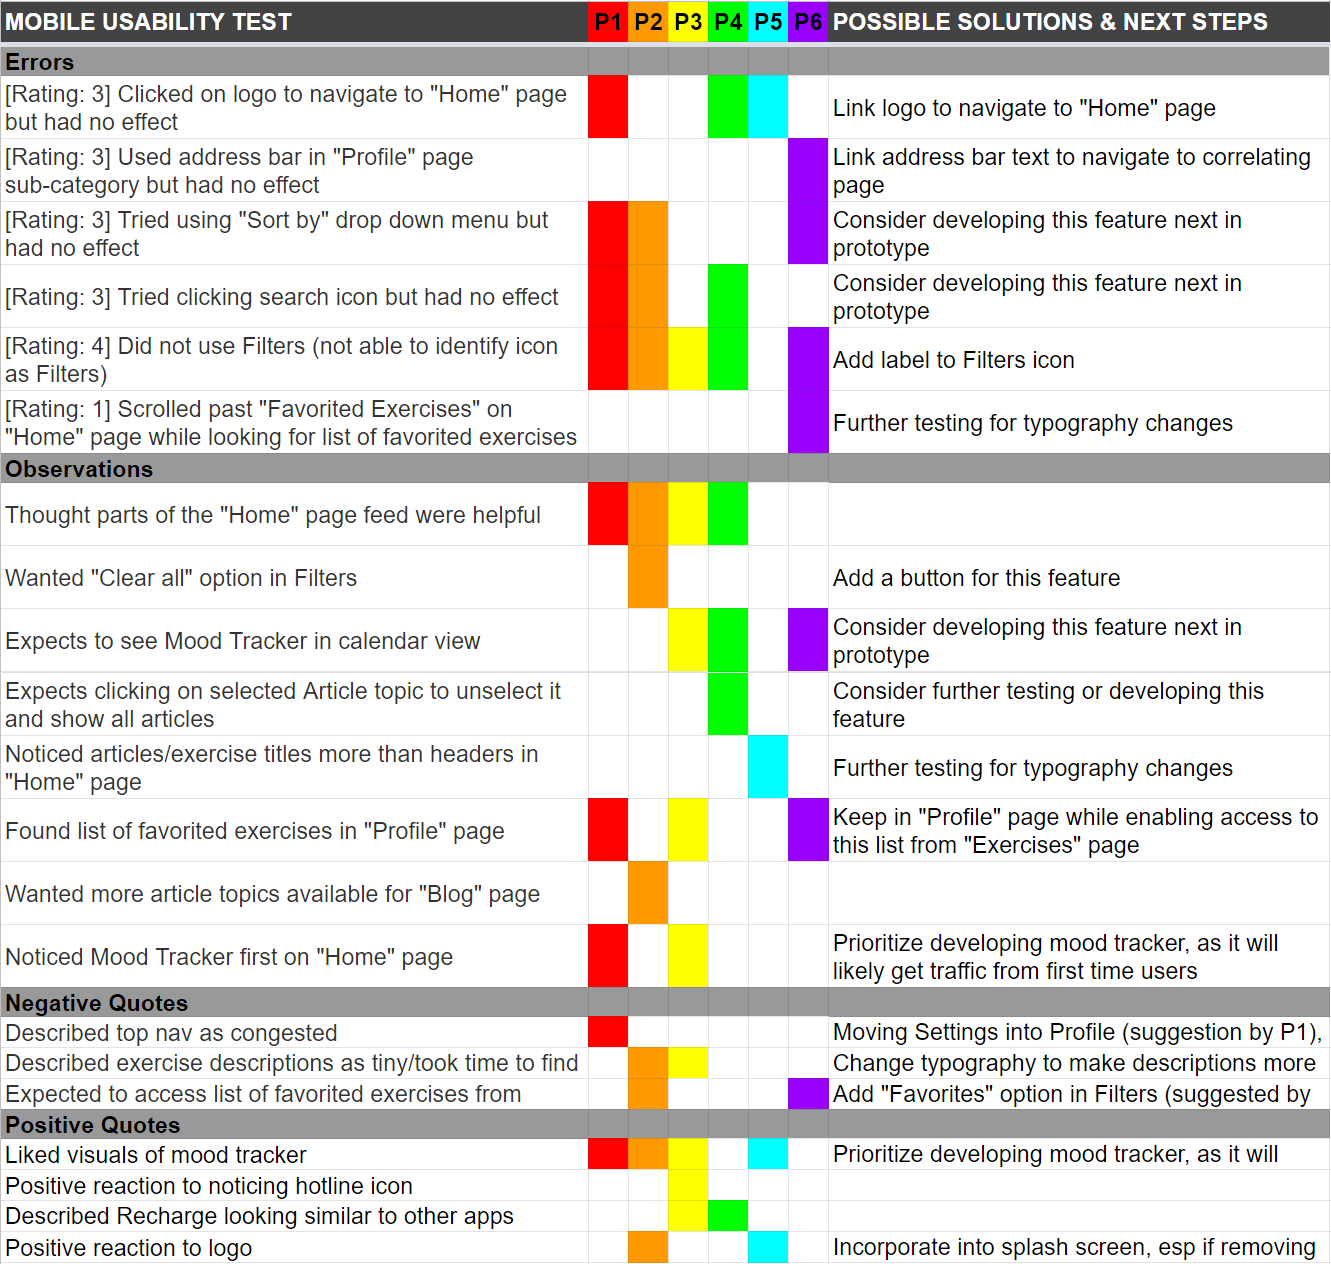 MOBILE USABILITY TEST P1 P2 P3 P4 P5 P6 POSSIBLE SOLUTIONS & NEXT STEPS
Errors
[Rating: 3] Clicked on logo to navigate to "Home" page
but had no effect
Link logo to navigate to "Home" page
[Rating: 3] Used address bar in "Profile" page
sub-category but had no effect
Link address bar text to navigate to correlating
page
[Rating: 3] Tried using "Sort by" drop down menu but
had no effect
Consider developing this feature next in
prototype
[Rating: 3] Tried clicking search icon but had no effect
Consider developing this feature next in
prototype
[Rating: 4] Did not use Filters (not able to identify icon
as Filters)
Add label to Filters icon
[Rating: 1] Scrolled past "Favorited Exercises" on
"Home" page while looking for list of favorited exercises
Further testing for typography changes
Observations
Thought parts of the "Home" page feed were helpful
Wanted "Clear all" option in Filters
Add a button for this feature
Expects to see Mood Tracker in calendar view
Consider developing this feature next in
prototype
Expects clicking on selected Article topic to unselect it
and show all articles
Consider further testing or developing this
feature
Noticed articles/exercise titles more than headers in
"Home" page
Further testing for typography changes
Found list of favorited exercises in "Profile" page
Keep in "Profile" page while enabling access to
this list from "Exercises" page
Wanted more article topics available for "Blog" page
Noticed Mood Tracker first on "Home" page
Prioritize developing mood tracker, as it will
likely get traffic from first time users
Negative Quotes
Described top nav as congested
Moving Settings into Profile (suggestion by P1),
Described exercise descriptions as tiny/took time to find
Change typography to make descriptions more
Expected to access list of favorited exercises from
Add "Favorites" option in Filters (suggested by
Positive Quotes
Liked visuals of mood tracker
Prioritize developing mood tracker, as it will
Positive reaction to noticing hotline icon
Described Recharge looking similar to other apps
Positive reaction to logo
Incorporate into splash screen, esp if removing